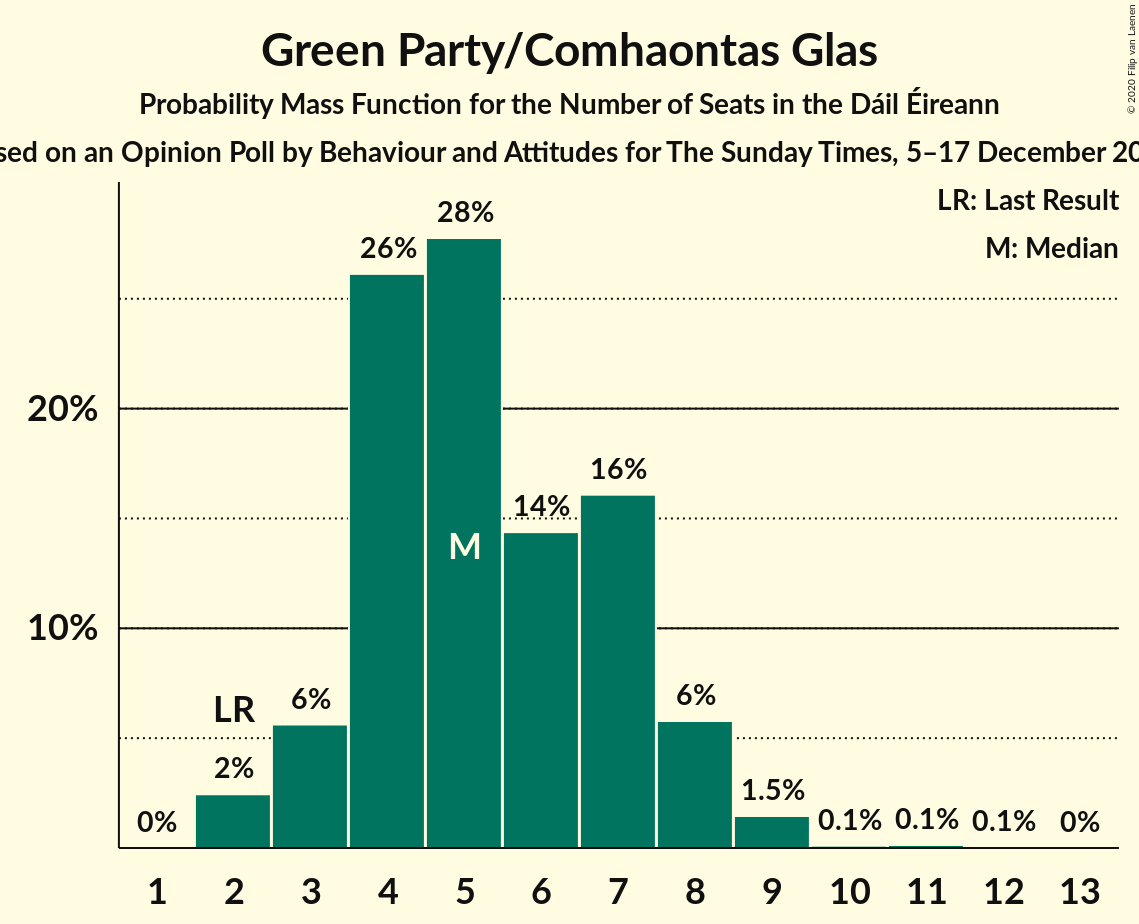 Green Party/Comhaontas Glas
Probability Mass Function for the Number of Seats in the Dáil Éireann
on an Opinion Poll by Behaviour and Attitudes for The Sunday Times, 5–17 December
© 2020 Filip van Laenen
LR: Last Result
M: Median
28%
26%
20%
16%
14%
M
10%
LR
6%
6%
2%
1.5%
0%
0.1%
0.1%
0.1%
0%
1 2 3 4 5 6 7 8 9 10 11 12 13